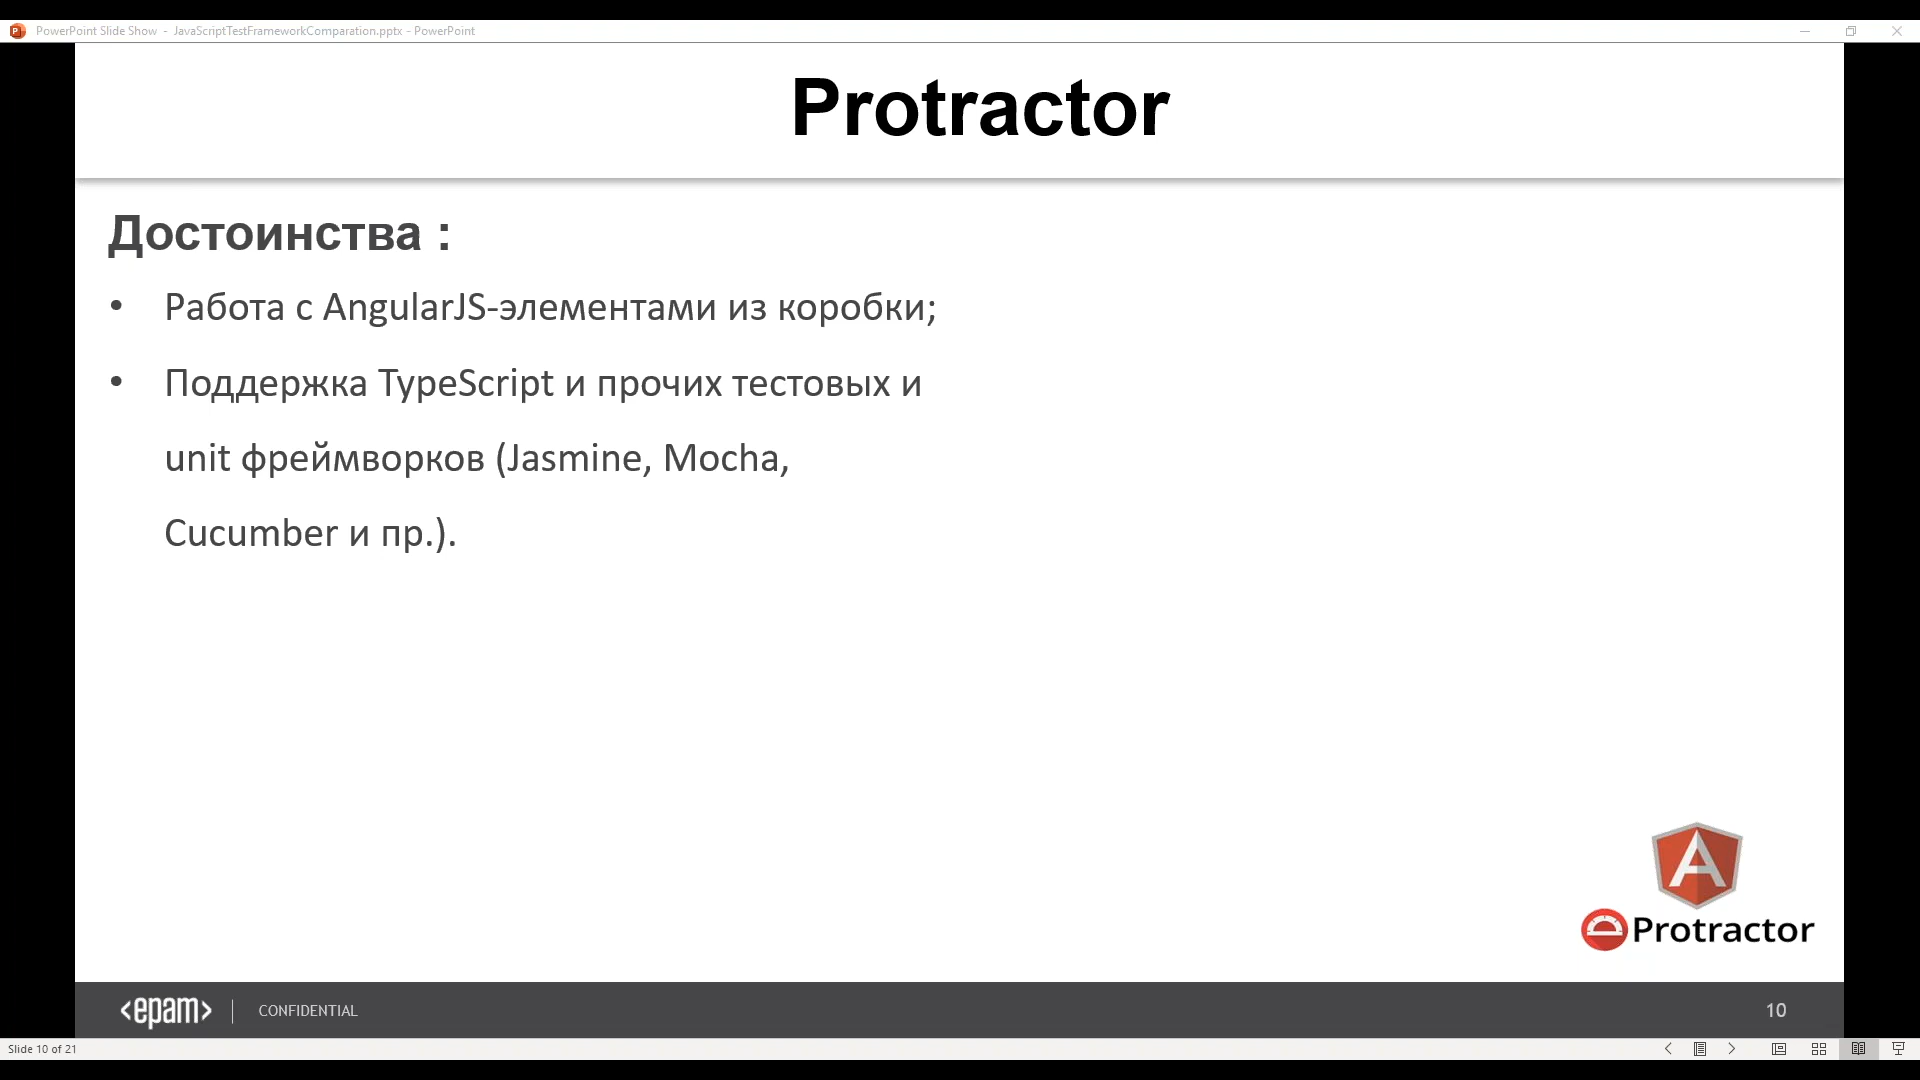 PowerPoint Slide Show - JavaScriptTestFrameworkComparation.pptx - PowerPoint
Protractor
Достоинства :
• Работа с AngularJS-элементами из коробки;
• Поддержка TypeScript и прочих тестовых и
unit фреймворков (Jasmine, Mocha,
Cucumber и пр.).
A
Protractor
<epam> | CONFIDENTIAL
10
Slide 10 of 21